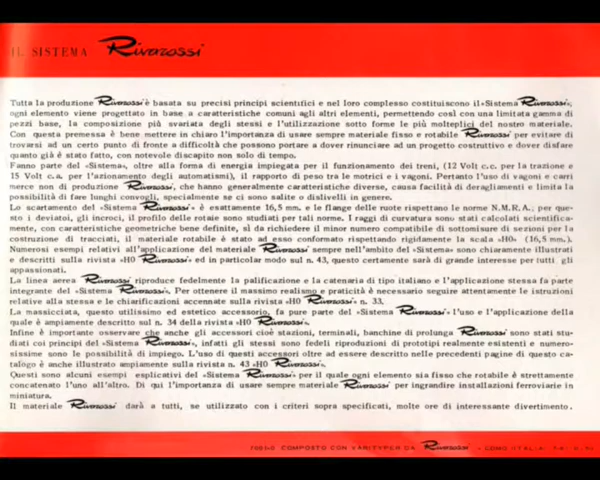 IL SISTEMA Rivarossi
Tutta la produzione Rivarossi è basata su precisi principi scientifici e nel loro complesso costituiscono il «Sistema Rivarossi»,
ogni elemento viene progettato in base a caratteristiche comuni agli altri elementi, permettendo così con una limitata gamma di
pezzi base, la composizione più svariata degli stessi e l'utilizzazione sotto forme le più molteplici del nostro materiale.
Con questa premessa è bene mettere in chiaro l'importanza di usare sempre materiale fisso e rotabile Rivarossi per evitare di
trovarsi ad un certo punto di fronte a difficoltà che possono portare a dover rinunciare ad un progetto costruttivo e dover disfare
quanto già è stato fatto, con notevole discapito non solo di tempo.
Fanno parte del «Sistema», oltre alla forma di energia impiegata per il funzionamento dei treni, (12 Volt c.c. per la trazione e
15 Volt c.a. per l'azionamento degli automatismi), il rapporto di peso tra le motrici e i vagoni. Pertanto l'uso di vagoni e carri
merce non di produzione Rivarossi, che hanno generalmente caratteristiche diverse, causa facilità di deragliamenti e limita la
possibilità di fare lunghi convogli, specialmente se ci sono salite o dislivelli in genere.
Lo scartamento del «Sistema Rivarossi» è esattamente 16,5 mm. e le flange delle ruote rispettano le norme N.M.R.A.; per que-
sto i deviatoi, gli incroci, il profilo delle rotaie sono studiati per tali norme. I raggi di curvatura sono stati calcolati scientifica-
mente, con caratteristiche geometriche bene definite, sì da richiedere il minor numero compatibile di sottomisure di sezioni per la
costruzione di tracciati, il materiale rotabile è stato ad esso conformato rispettando rigidamente la scala «H0» (16,5 mm.).
Numerosi esempi relativi all'applicazione del materiale Rivarossi sempre nell'ambito del «Sistema» sono chiaramente illustrati
e descritti sulla rivista «H0 Rivarossi» ed in particolar modo sul n. 43, questo certamente sarà di grande interesse per tutti gli
appassionati.
La linea aerea Rivarossi riproduce fedelmente la palificazione e la catenaria di tipo italiano e l'applicazione stessa fa parte
integrante del «Sistema Rivarossi». Per ottenere il massimo realismo e praticità è necessario seguire attentamente le istruzioni
relative alla stessa e le chiarificazioni accennate sulla rivista «H0 Rivarossi» n. 33.
La massicciata, questo utilissimo ed estetico accessorio, fa pure parte del «Sistema Rivarossi» l'uso e l'applicazione della
quale è ampiamente descritto sul n. 34 della rivista «H0 Rivarossi».
Infine è importante osservare che anche gli accessori cioè stazioni, terminali, banchine di prolunga Rivarossi sono stati stu-
diati coi principi del «Sistema Rivarossi», infatti gli stessi sono fedeli riproduzioni di prototipi realmente esistenti e numero-
sissime sono le possibilità di impiego. L'uso di questi accessori oltre ad essere descritto nelle precedenti pagine di questo ca-
talogo è anche illustrato ampiamente sulla rivista n. 43 «H0 Rivarossi».
Questi sono alcuni esempi esplicativi del «Sistema Rivarossi» per il quale ogni elemento sia fisso che rotabile è strettamente
concatenato l'uno all'altro. Di qui l'importanza di usare sempre materiale Rivarossi per ingrandire installazioni ferroviarie in
miniatura.
Il materiale Rivarossi darà a tutti, se utilizzato con i criteri sopra specificati, molte ore di interessante divertimento.
COMPOSTO CON VARITYPER DA Rivarossi - COMO ITALIA